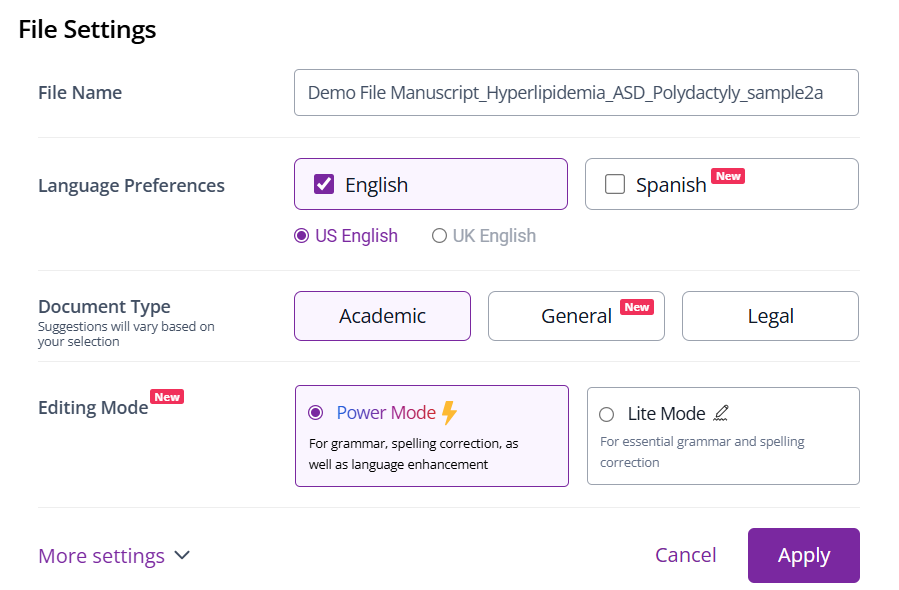 File Settings
File Name
Demo File Manuscript_Hyperlipidemia_ASD_Polydactyly_sample2a
Language Preferences
English
Spanish New
US English
UK English
Document Type
Suggestions will vary based on
your selection
Academic
General New
Legal
Editing Mode New
Power Mode
For grammar, spelling correction, as
well as language enhancement
Lite Mode
For essential grammar and spelling
correction
More settings
Cancel
Apply